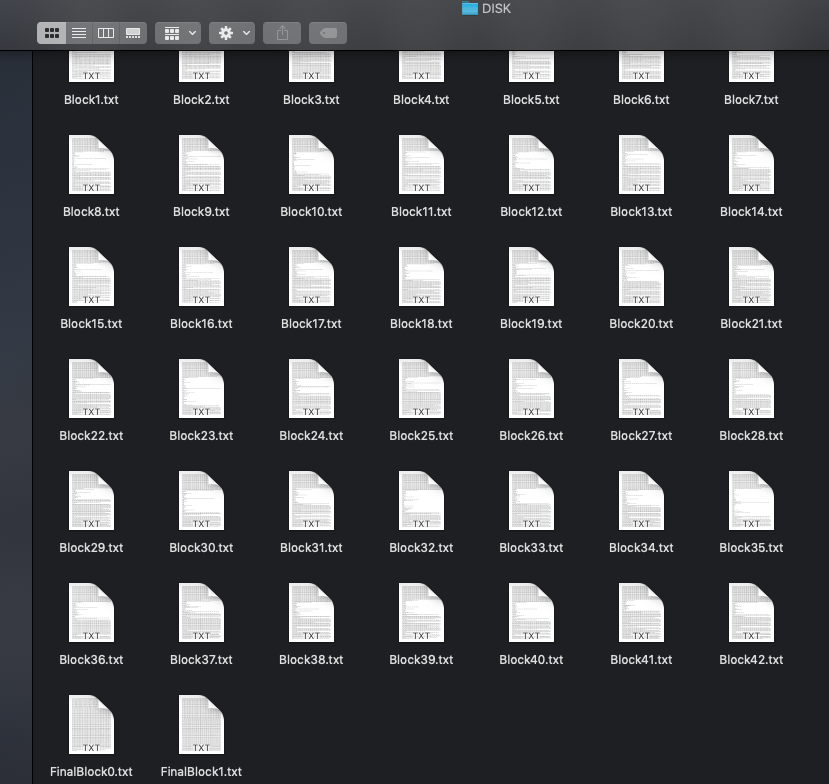 DISK
TXT TXT TXT TXT TXT TXT TXT
Block1.txt Block2.txt Block3.txt Block4.txt Block5.txt Block6.txt Block7.txt
TXT TXT TXT TXT TXT TXT TXT
Block8.txt Block9.txt Block10.txt Block11.txt Block12.txt Block13.txt Block14.txt
TXT TXT TXT TXT TXT TXT TXT
Block15.txt Block16.txt Block17.txt Block18.txt Block19.txt Block20.txt Block21.txt
TXT TXT TXT TXT TXT TXT TXT
Block22.txt Block23.txt Block24.txt Block25.txt Block26.txt Block27.txt Block28.txt
TXT TXT TXT TXT TXT TXT TXT
Block29.txt Block30.txt Block31.txt Block32.txt Block33.txt Block34.txt Block35.txt
TXT TXT TXT TXT TXT TXT TXT
Block36.txt Block37.txt Block38.txt Block39.txt Block40.txt Block41.txt Block42.txt
TXT TXT
FinalBlock0.txt FinalBlock1.txt